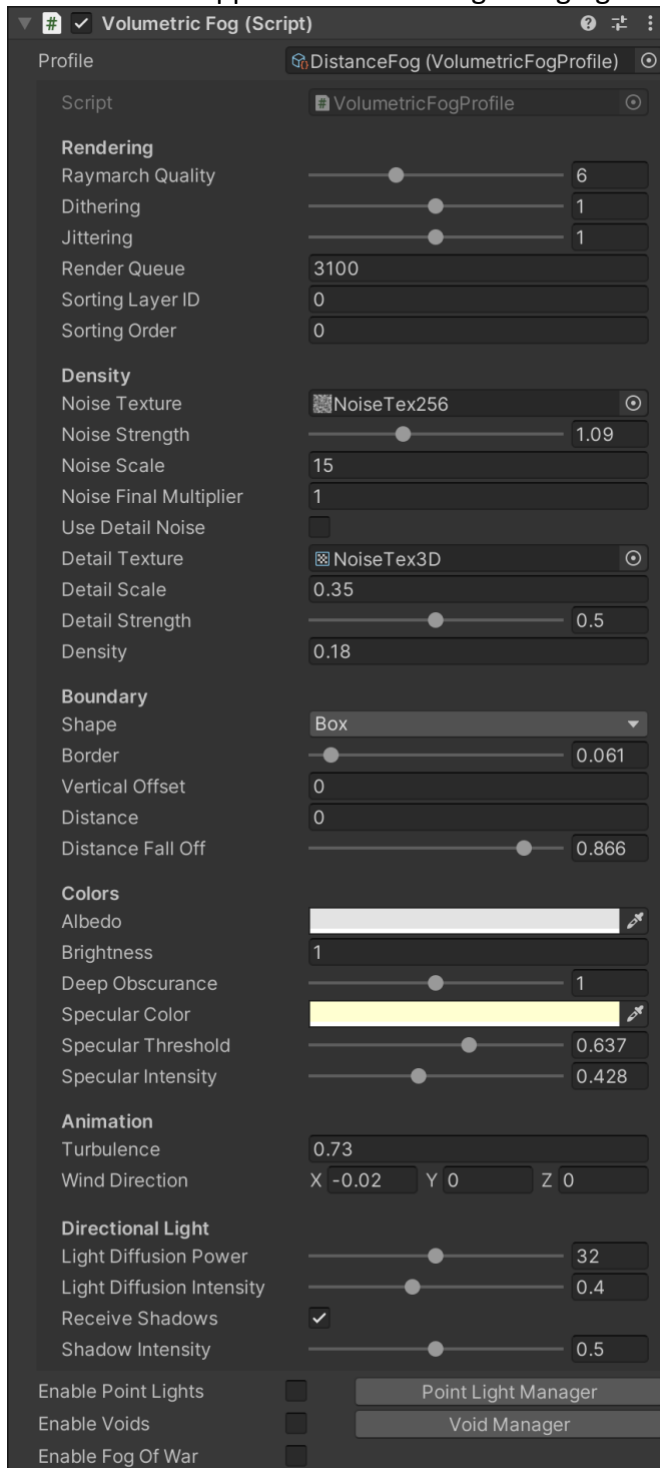 Volumetric Fog (Script)
Profile DistanceFog (VolumetricFogProfile)
Script VolumetricFogProfile
Rendering
Raymarch Quality 6
Dithering 1
Jittering 1
Render Queue 3100
Sorting Layer ID 0
Sorting Order 0
Density
Noise Texture NoiseTex256
Noise Strength 1.09
Noise Scale 15
Noise Final Multiplier 1
Use Detail Noise
Detail Texture NoiseTex3D
Detail Scale 0.35
Detail Strength 0.5
Density 0.18
Boundary
Shape Box
Border 0.061
Vertical Offset 0
Distance 0
Distance Fall Off 0.866
Colors
Albedo
Brightness 1
Deep Obscurance 1
Specular Color
Specular Threshold 0.637
Specular Intensity 0.428
Animation
Turbulence 0.73
Wind Direction X -0.02 Y 0 Z 0
Directional Light
Light Diffusion Power 32
Light Diffusion Intensity 0.4
Receive Shadows
Shadow Intensity 0.5
Enable Point Lights Point Light Manager
Enable Voids Void Manager
Enable Fog Of War